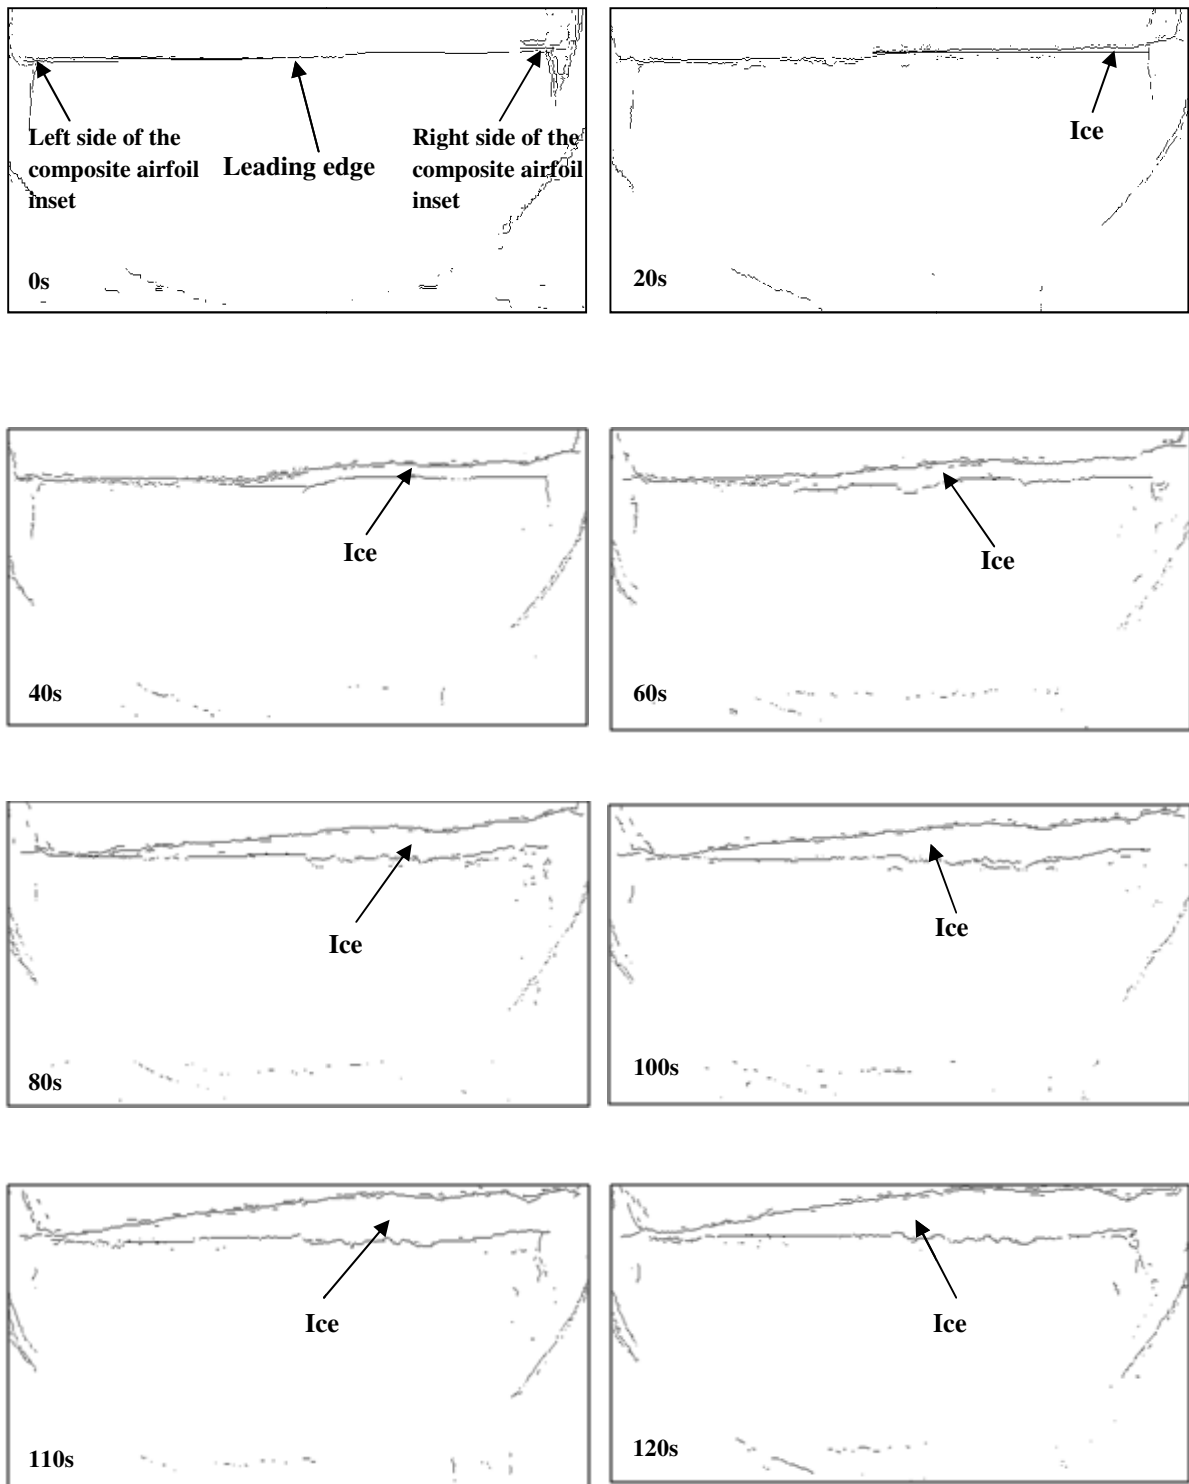 Left side of the
composite airfoil
inset
Leading edge
Right side of the
composite airfoil
inset
0s
Ice
20s
Ice
40s
Ice
60s
Ice
80s
Ice
100s
Ice
110s
Ice
120s